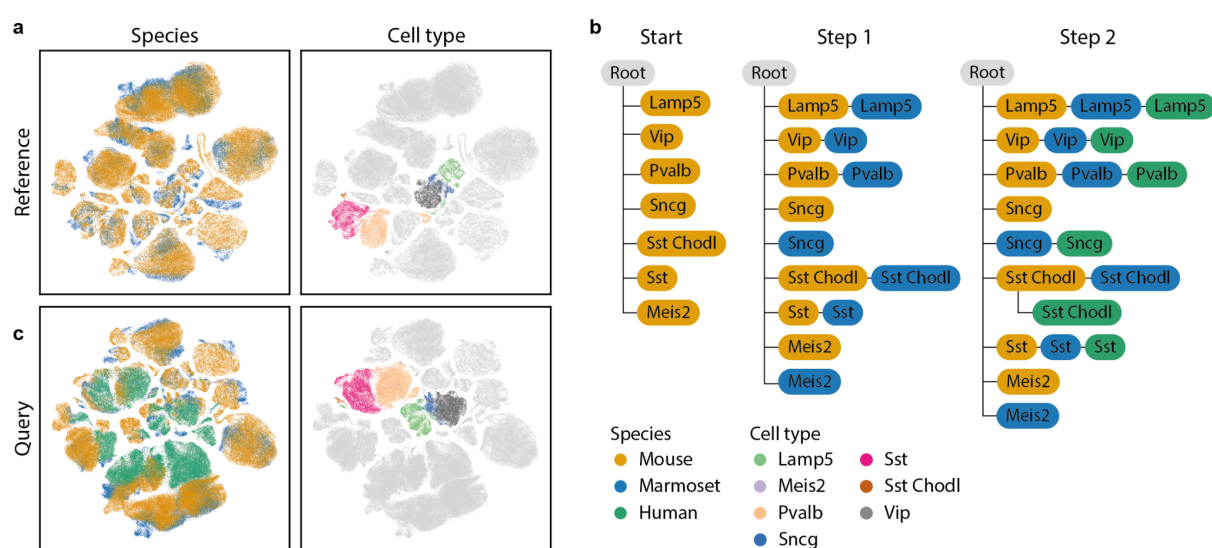 a
Species
Cell type
Reference
c
Query
b
Start
Step 1
Step 2
Root
Lamp5
Vip
Pvalb
Sncg
Sst Chodl
Sst
Meis2
Root
Lamp5 Lamp5
Vip Vip
Pvalb Pvalb
Sncg
Sncg
Sst Chodl Sst Chodl
Sst Sst
Meis2
Meis2
Root
Lamp5 Lamp5 Lamp5
Vip Vip Vip
Pvalb Pvalb Pvalb
Sncg
Sncg Sncg
Sst Chodl Sst Chodl
Sst Chodl
Sst Sst Sst
Meis2
Meis2
Species
Mouse
Marmoset
Human
Cell type
Lamp5
Meis2
Pvalb
Sncg
Sst
Sst Chodl
Vip